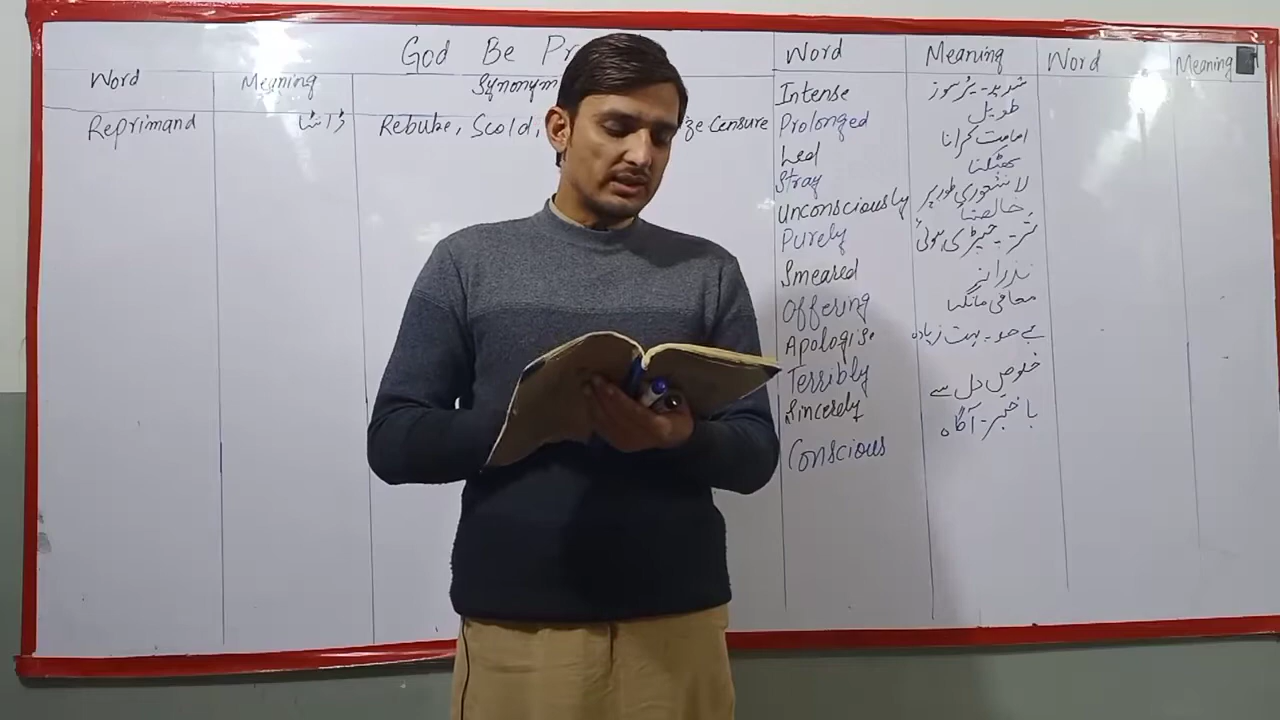 God Be Pr
Word Meaning Synonym
Reprimand ڈانٹنا Rebuke, Scold, ze Censure
Word Meaning Word Meaning
Intense شدید - پرسوز
Prolonged طویل
Led امامت کرانا
Stray بھٹکنا
Unconsciously لاشعوری طور پر
Purely خالصتاً
Smeared تر - چپڑی ہوئی
Offering نذرانے
Apologise معافی مانگنا
Terribly بے حد - بہت زیادہ
Sincerely خلوص دل سے
Conscious باخبر - آگاہ